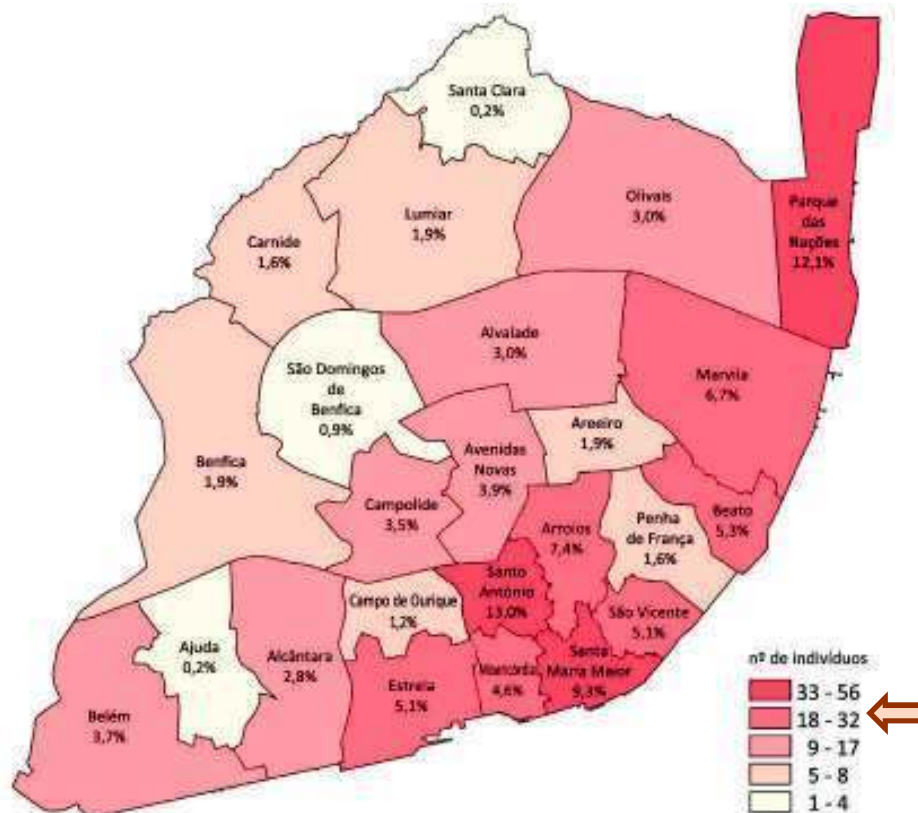 Santa Clara
0,2%
Olivais
3,0%
Parque
das
Nações
12,1%
Lumiar
1,9%
Carnide
1,6%
Alvalade
3,0%
São Domingos
de
Benfica
0,9%
Marvila
6,7%
Areeiro
1,9%
Avenidas
Novas
3,9%
Benfica
1,9%
Campolide
3,5%
Arroios
7,4%
Penha
de França
1,6%
Beato
5,3%
Santo
António
13,0%
Campo de Ourique
1,2%
São Vicente
5,1%
Ajuda
0,2%
Alcântara
2,8%
Estrela
5,1%
Misericórdia
4,6%
Santa
Maria Maior
9,3%
Belém
3,7%
nº de indivíduos
33 - 56
18 - 32
9 - 17
5 - 8
1 - 4